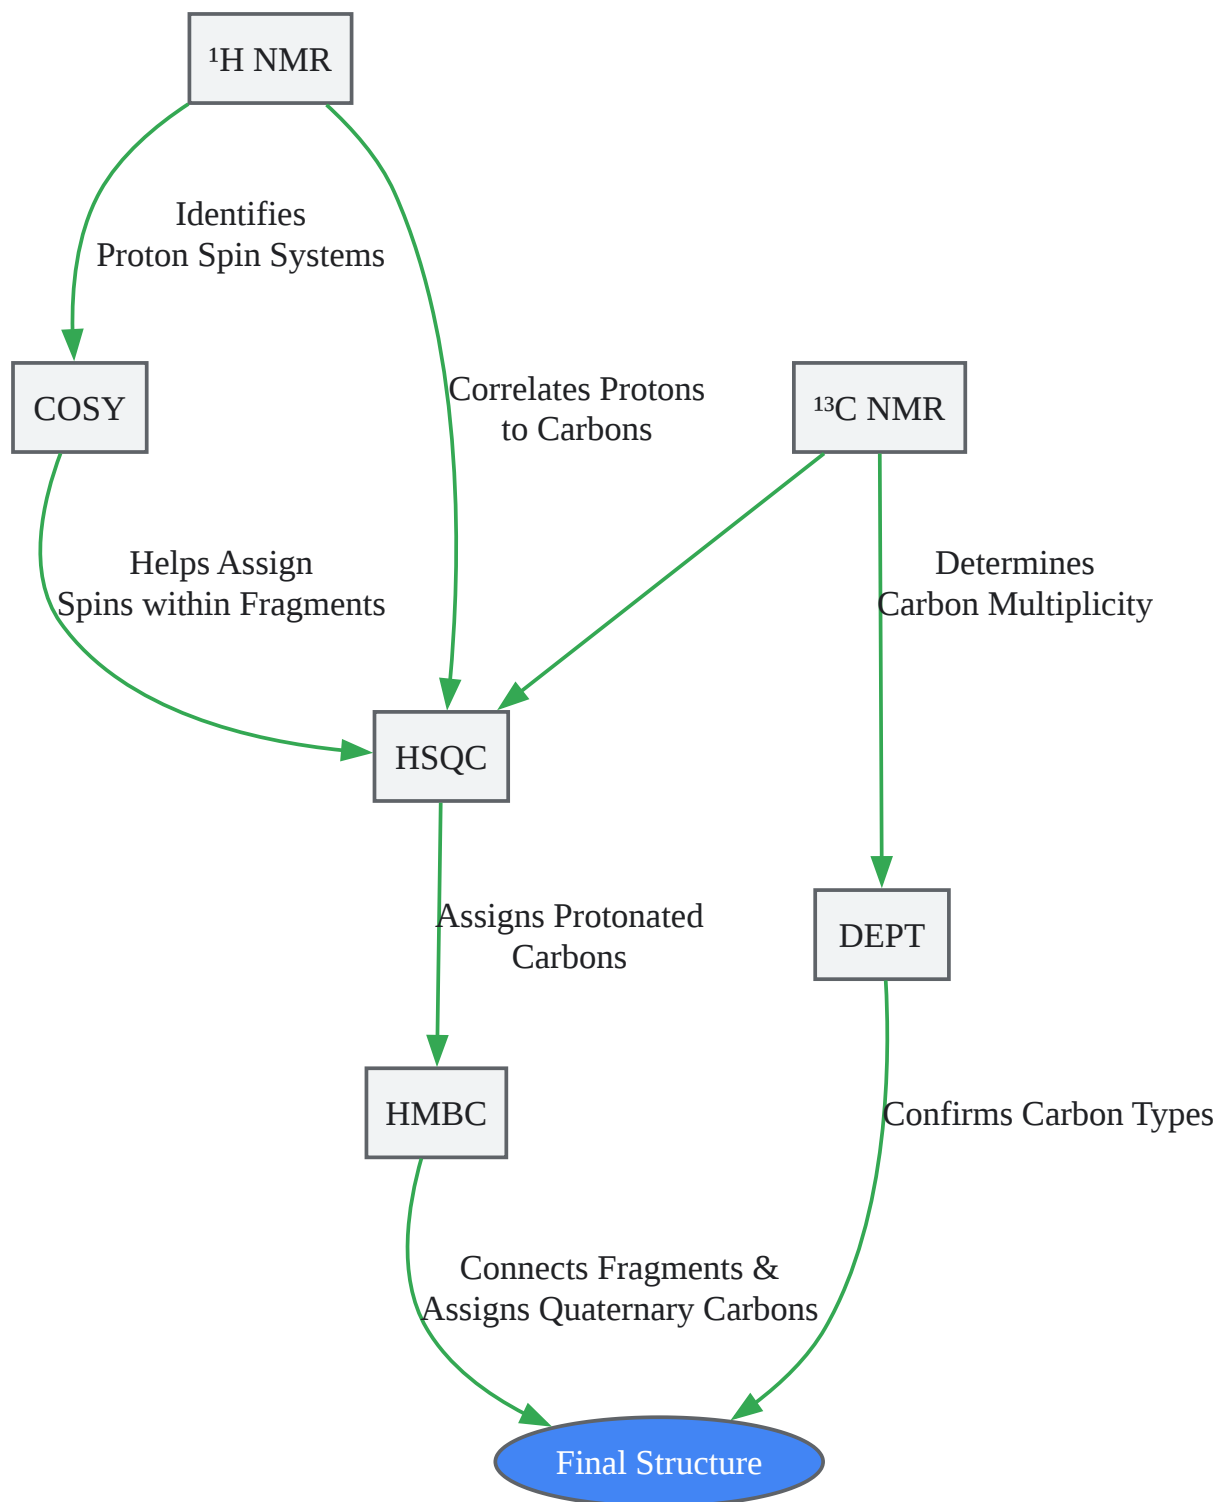 ¹H NMR
Identifies
Proton Spin Systems
COSY
Correlates Protons
to Carbons
¹³C NMR
Helps Assign
Spins within Fragments
Determines
Carbon Multiplicity
HSQC
Assigns Protonated
Carbons
DEPT
HMBC
Confirms Carbon Types
Connects Fragments &
Assigns Quaternary Carbons
Final Structure